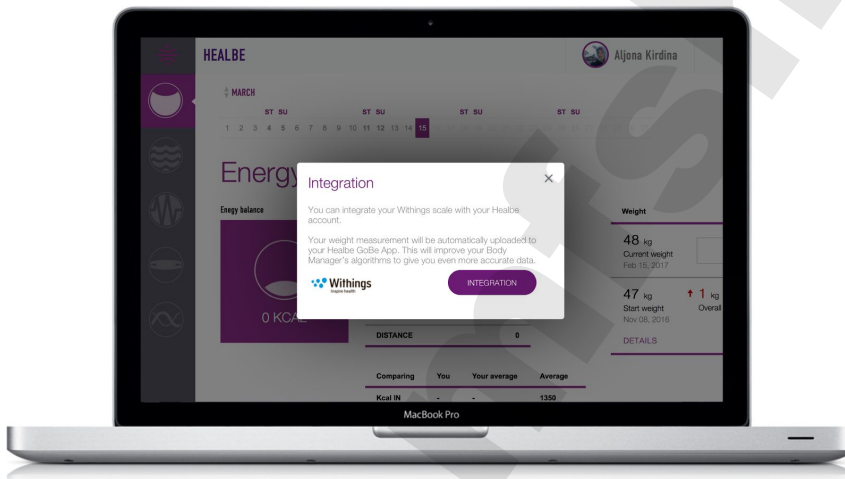 HEALBE
Aljona Kirdina
MARCH
ST SU ST SU ST SU ST SU
1 2 3 4 5 6 7 8 9 10 11 12 13 14 15
Energy
Enegy balance
Weight
Integration
You can integrate your Withings scale with your Healbe
account.
Your weight measurement will be automatically uploaded to
your Healbe GoBe App. This will improve your Body
Manager's algorithms to give you even more accurate data.
Withings
inspire health
INTEGRATION
48 kg
Current weight
Feb 15, 2017
47 kg
Start weight
Nov 08, 2016
1 kg
Overall
DETAILS
0 KCAL
DISTANCE 0
Comparing You Your average Average
Kcal IN - - 1350
MacBook Pro